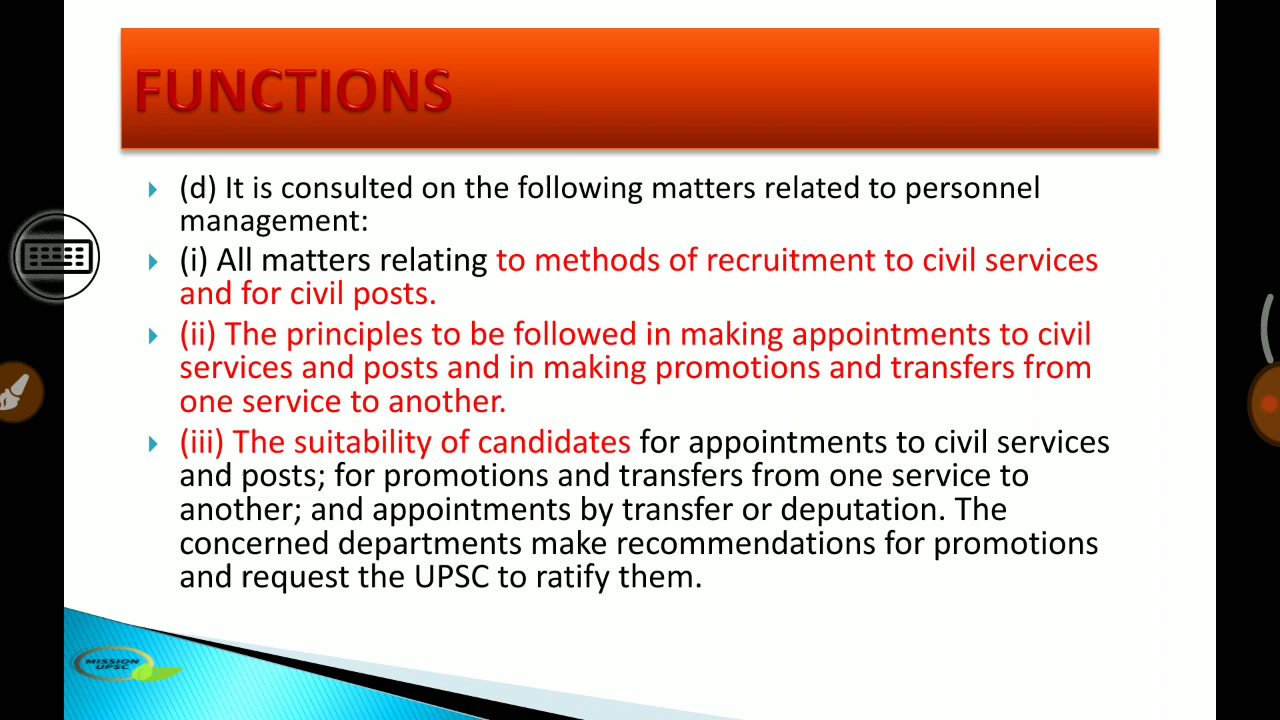 FUNCTIONS
(d) It is consulted on the following matters related to personnel
management:
(i) All matters relating to methods of recruitment to civil services
and for civil posts.
(ii) The principles to be followed in making appointments to civil
services and posts and in making promotions and transfers from
one service to another.
(iii) The suitability of candidates for appointments to civil services
and posts; for promotions and transfers from one service to
another; and appointments by transfer or deputation. The
concerned departments make recommendations for promotions
and request the UPSC to ratify them.
MISSION
UPSC